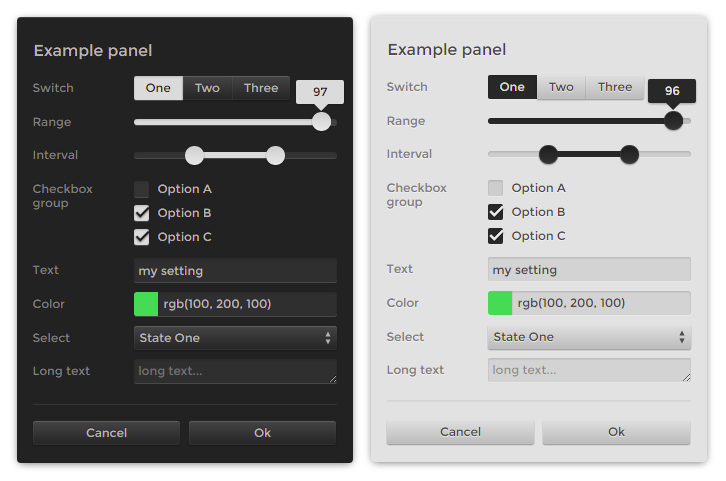 Example panel
Switch One Two Three
97
Range
Interval
Checkbox
group
Option A
Option B
Option C
Text my setting
Color rgb(100, 200, 100)
Select State One
Long text long text...
Cancel Ok
Example panel
Switch One Two Three
96
Range
Interval
Checkbox
group
Option A
Option B
Option C
Text my setting
Color rgb(100, 200, 100)
Select State One
Long text long text...
Cancel Ok